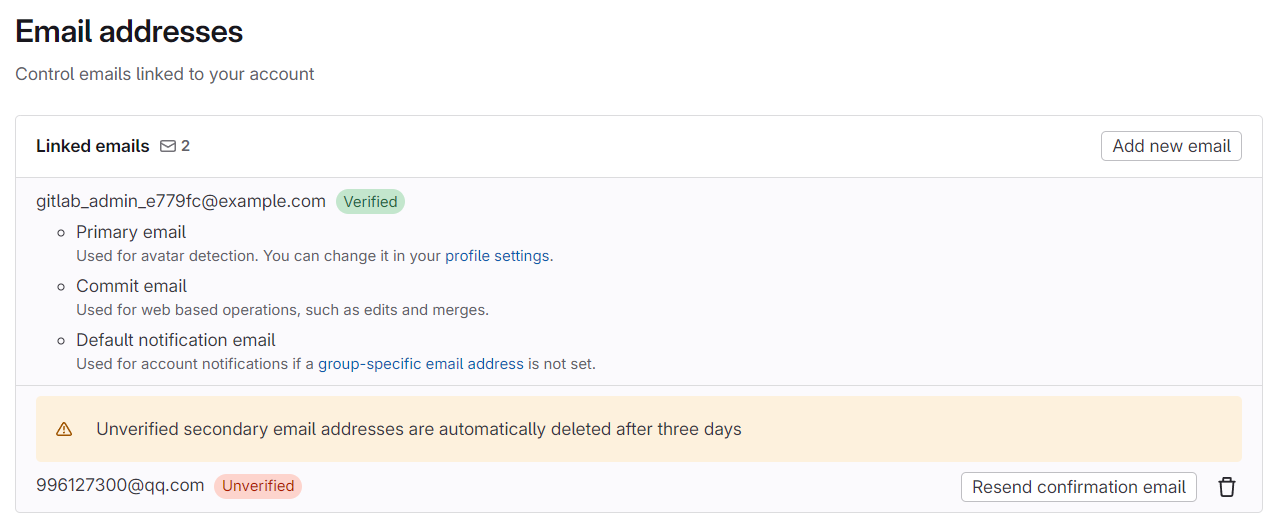 Email addresses
Control emails linked to your account
Linked emails 2
Add new email
gitlab_admin_e779fc@example.com Verified
Primary email
Used for avatar detection. You can change it in your profile settings.
Commit email
Used for web based operations, such as edits and merges.
Default notification email
Used for account notifications if a group-specific email address is not set.
Unverified secondary email addresses are automatically deleted after three days
996127300@qq.com Unverified
Resend confirmation email